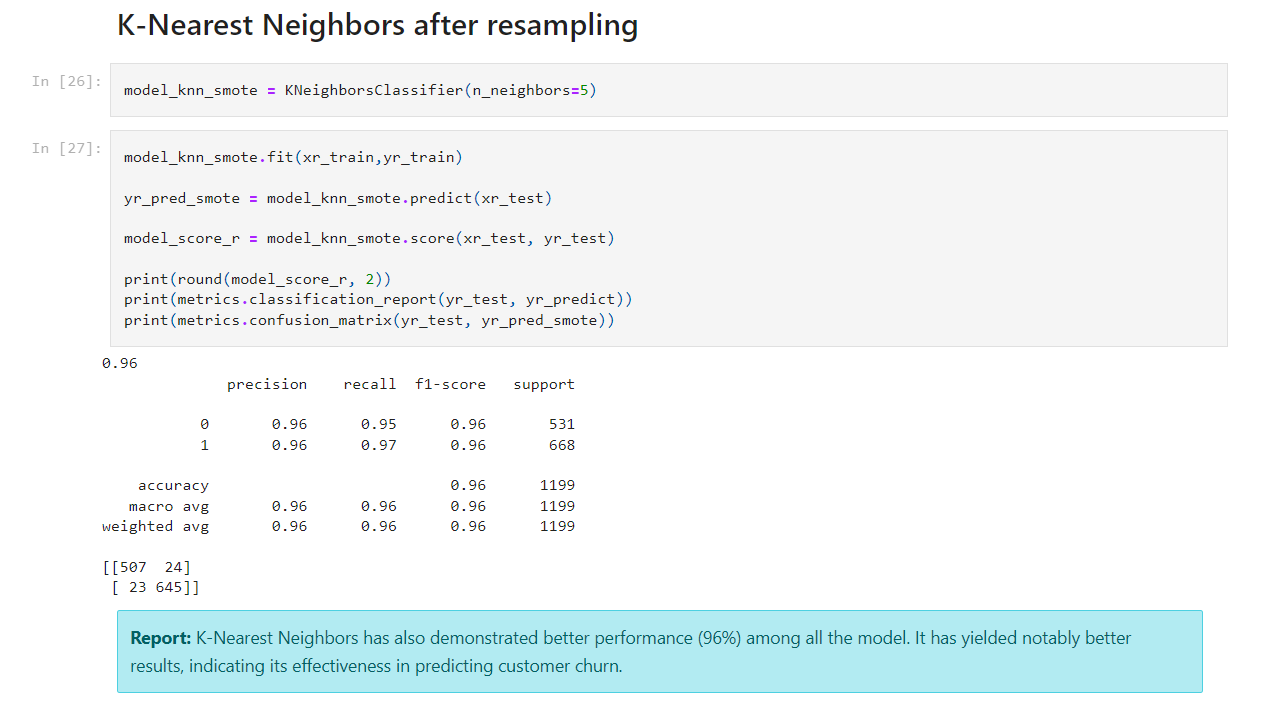 K-Nearest Neighbors after resampling
In [26]:
model_knn_smote = KNeighborsClassifier(n_neighbors=5)
In [27]:
model_knn_smote.fit(xr_train,yr_train)
yr_pred_smote = model_knn_smote.predict(xr_test)
model_score_r = model_knn_smote.score(xr_test, yr_test)
print(round(model_score_r, 2))
print(metrics.classification_report(yr_test, yr_predict))
print(metrics.confusion_matrix(yr_test, yr_pred_smote))
0.96
precision recall f1-score support
0 0.96 0.95 0.96 531
1 0.96 0.97 0.96 668
accuracy 0.96 1199
macro avg 0.96 0.96 0.96 1199
weighted avg 0.96 0.96 0.96 1199
[[507 24]
[ 23 645]]
Report: K-Nearest Neighbors has also demonstrated better performance (96%) among all the model. It has yielded notably better
results, indicating its effectiveness in predicting customer churn.